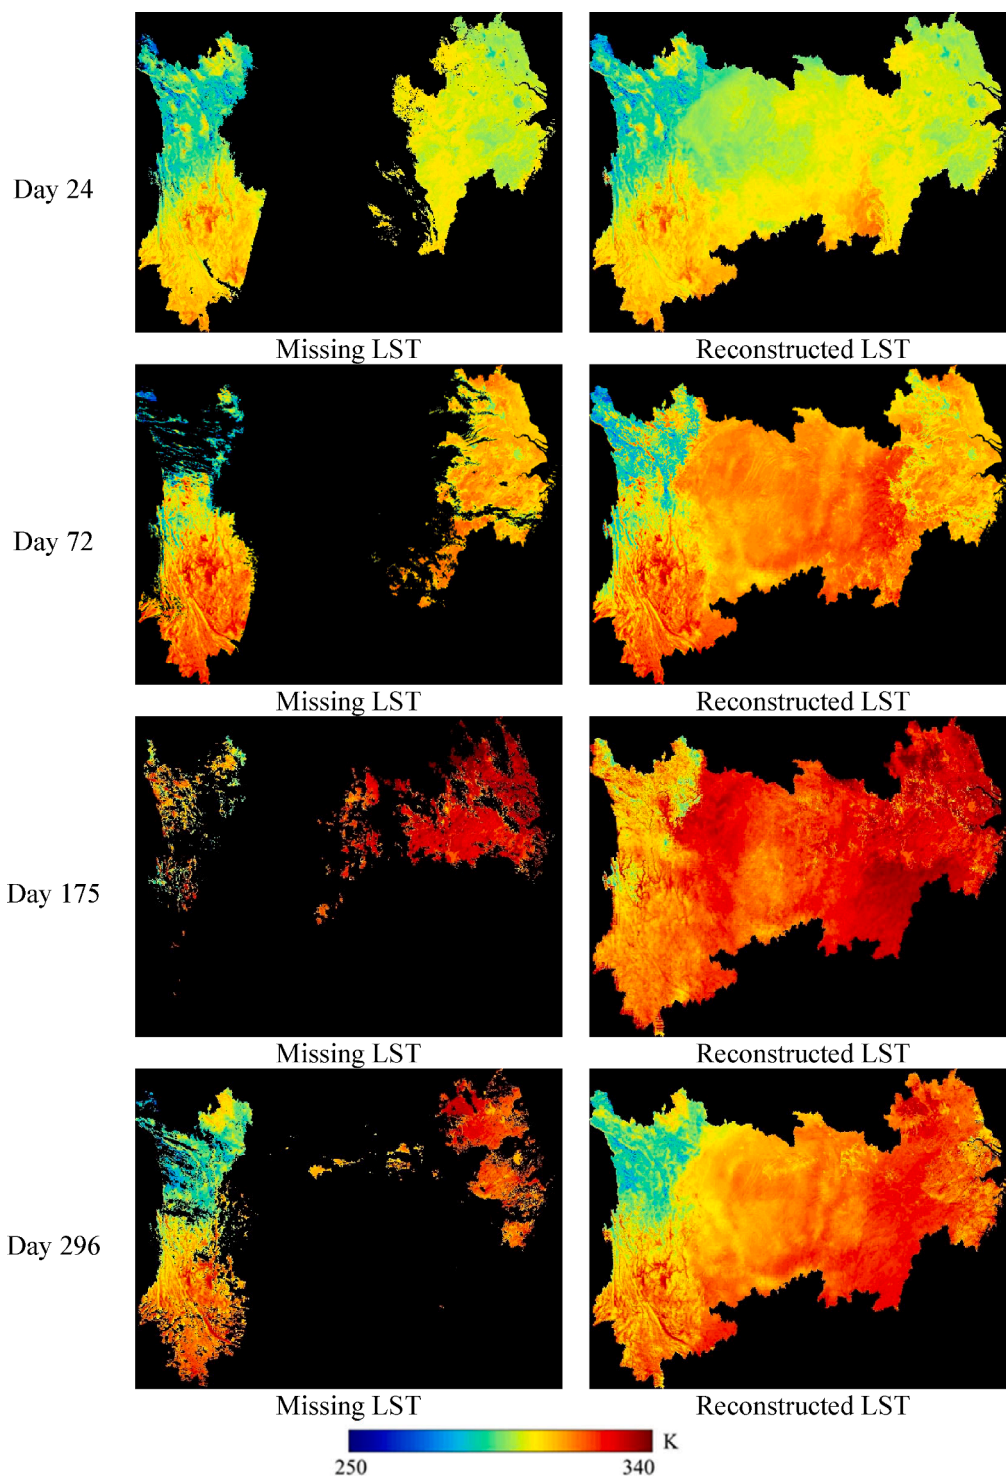 Day 24
Missing LST
Reconstructed LST
Day 72
Missing LST
Reconstructed LST
Day 175
Missing LST
Reconstructed LST
Day 296
Missing LST
Reconstructed LST
K
250
340